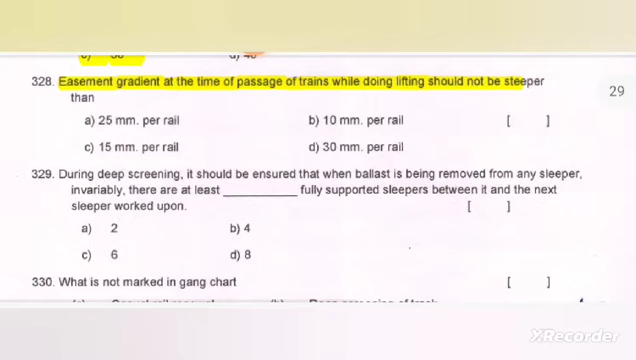 328. Easement gradient at the time of passage of trains while doing lifting should not be steeper
29
than
a) 25 mm. per rail b) 10 mm. per rail [ ]
c) 15 mm. per rail d) 30 mm. per rail
329. During deep screening, it should be ensured that when ballast is being removed from any sleeper,
invariably, there are at least __________ fully supported sleepers between it and the next
sleeper worked upon. [ ]
a) 2 b) 4
c) 6 d) 8
330. What is not marked in gang chart [ ]
XRecorder